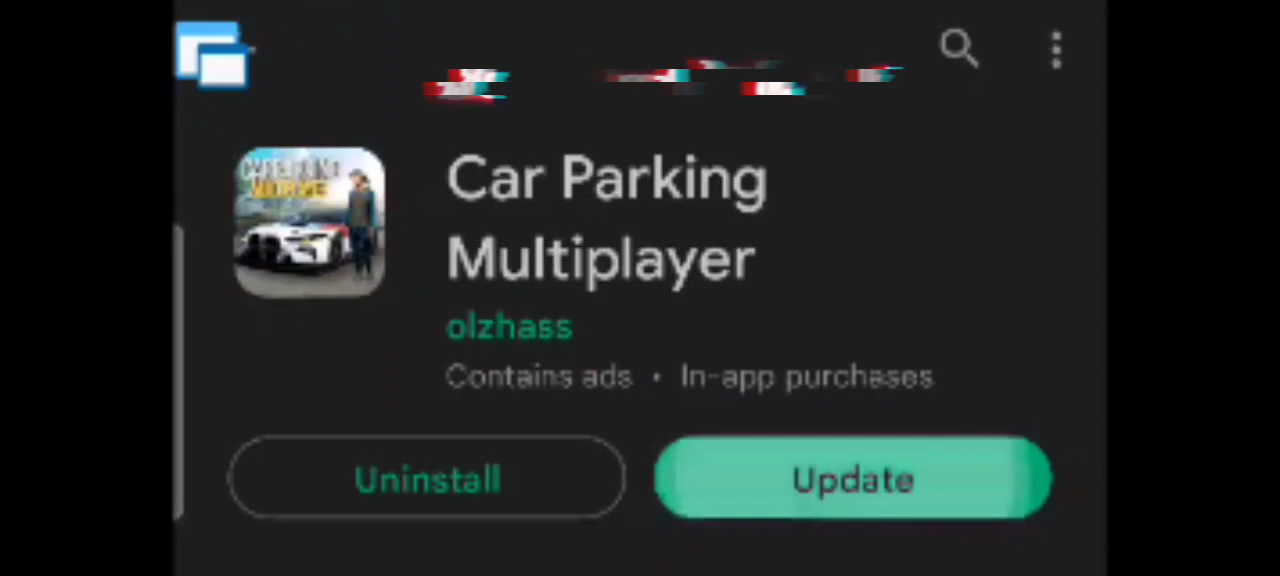 Car Parking
Multiplayer
olzhass
Contains ads • In-app purchases
Uninstall
Update